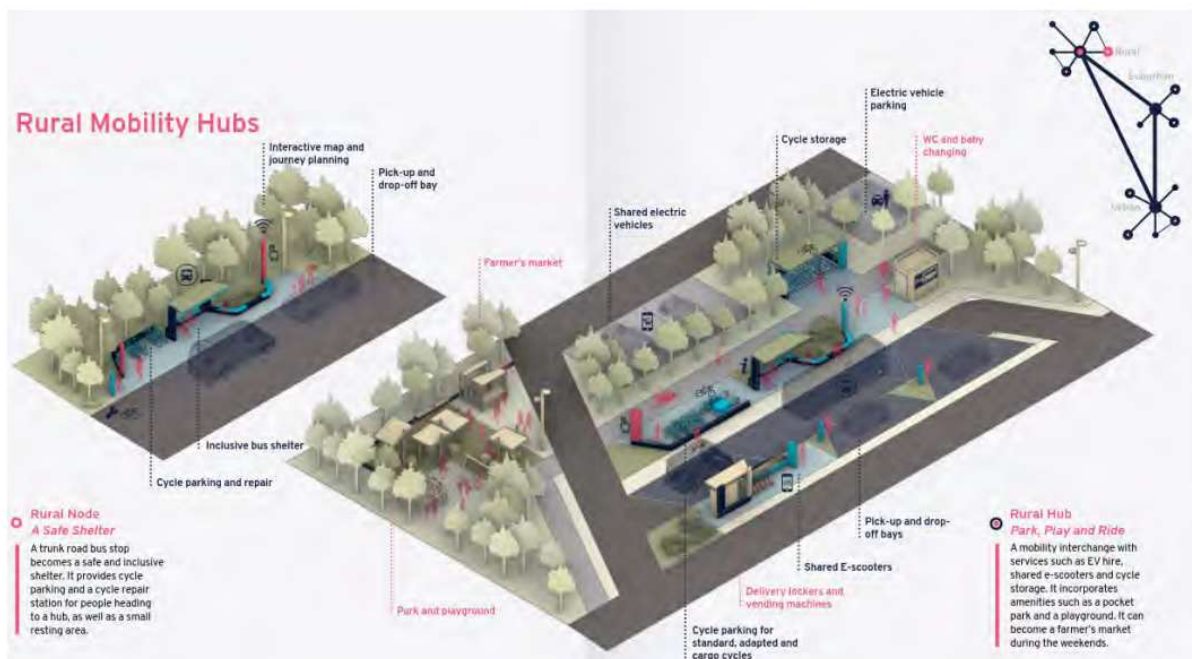 Rural Mobility Hubs
Interactive map and
journey planning
Pick-up and
drop-off bay
Inclusive bus shelter
Cycle parking and repair
Rural Node
A Safe Shelter
A trunk road bus stop
becomes a safe and inclusive
shelter. It provides cycle
parking and a cycle repair
station for people heading
to a hub, as well as a small
resting area.
Farmer's market
Park and playground
Shared electric
vehicles
Cycle storage
Electric vehicle
parking
WC and baby
changing
Rural
Suburban
Urban
Pick-up and drop-
off bays
Shared E-scooters
Delivery lockers and
vending machines
Cycle parking for
standard, adapted and
cargo cycles
Rural Hub
Park, Play and Ride
A mobility interchange with
services such as EV hire,
shared e-scooters and cycle
storage. It incorporates
amenities such as a pocket
park and a playground. It can
become a farmer's market
during the weekends.